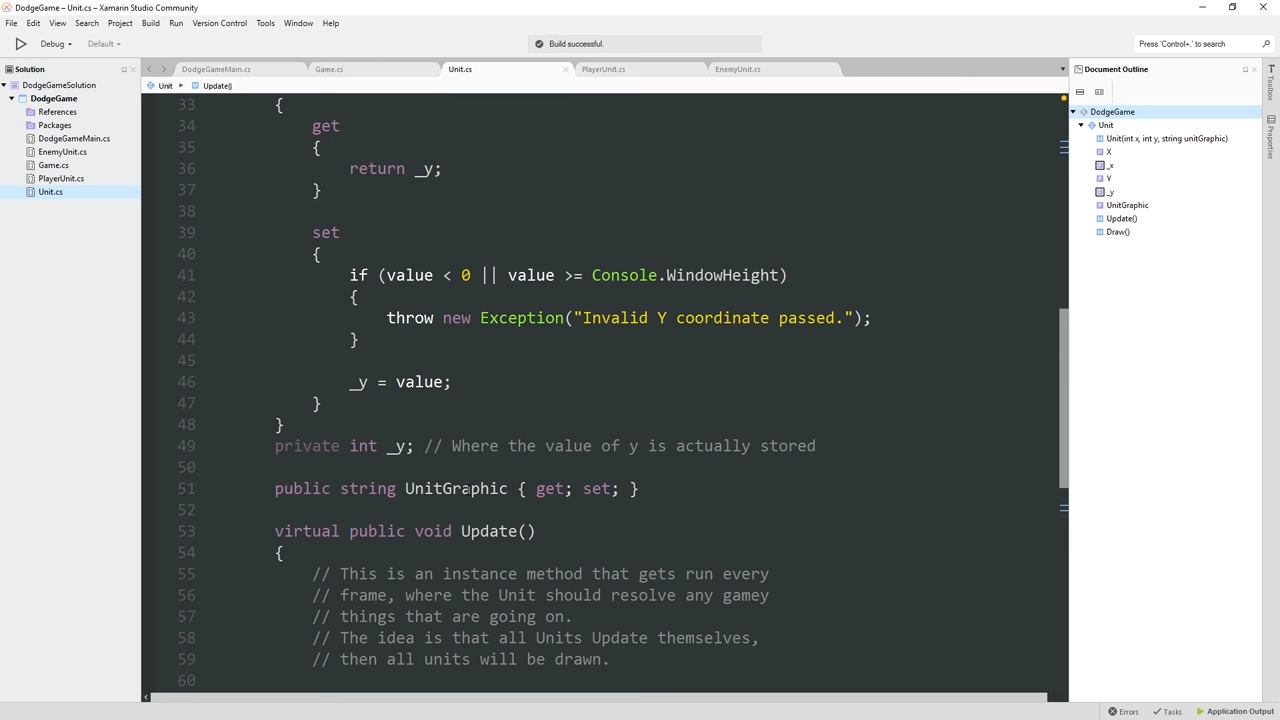 DodgeGame – Unit.cs – Xamarin Studio Community
File Edit View Search Project Build Run Version Control Tools Window Help
Debug Default Build successful. Press 'Control+,' to search
Solution
DodgeGameSolution
DodgeGame
References
Packages
DodgeGameMain.cs
EnemyUnit.cs
Game.cs
PlayerUnit.cs
Unit.cs
DodgeGameMain.cs Game.cs Unit.cs PlayerUnit.cs EnemyUnit.cs
Unit Update()
33 {
34 get
35 {
36 return _y;
37 }
38
39 set
40 {
41 if (value < 0 || value >= Console.WindowHeight)
42 {
43 throw new Exception("Invalid Y coordinate passed.");
44 }
45
46 _y = value;
47 }
48 }
49 private int _y; // Where the value of y is actually stored
50
51 public string UnitGraphic { get; set; }
52
53 virtual public void Update()
54 {
55 // This is an instance method that gets run every
56 // frame, where the Unit should resolve any gamey
57 // things that are going on.
58 // The idea is that all Units Update themselves,
59 // then all units will be drawn.
60
Document Outline
DodgeGame
Unit
Unit(int x, int y, string unitGraphic)
X
_x
Y
_y
UnitGraphic
Update()
Draw()
Toolbox
Properties
Errors Tasks Application Output